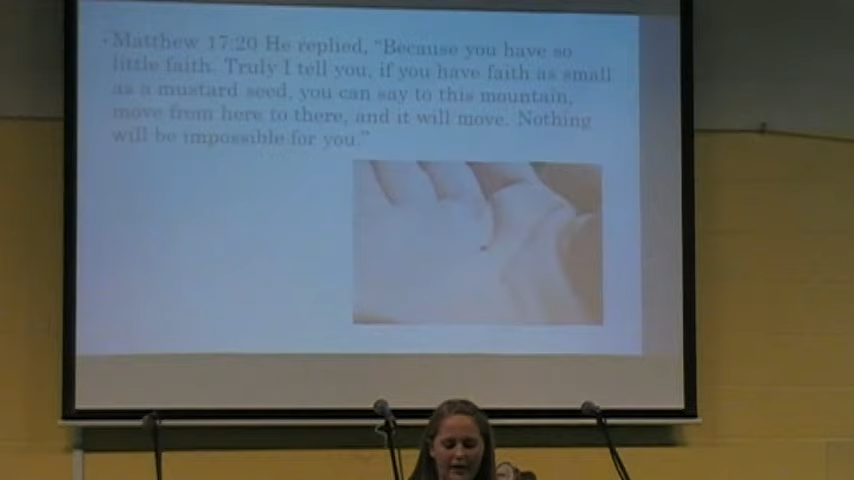 · Matthew 17:20 He replied, "Because you have so
little faith. Truly I tell you, if you have faith as small
as a mustard seed, you can say to this mountain,
move from here to there, and it will move. Nothing
will be impossible for you."